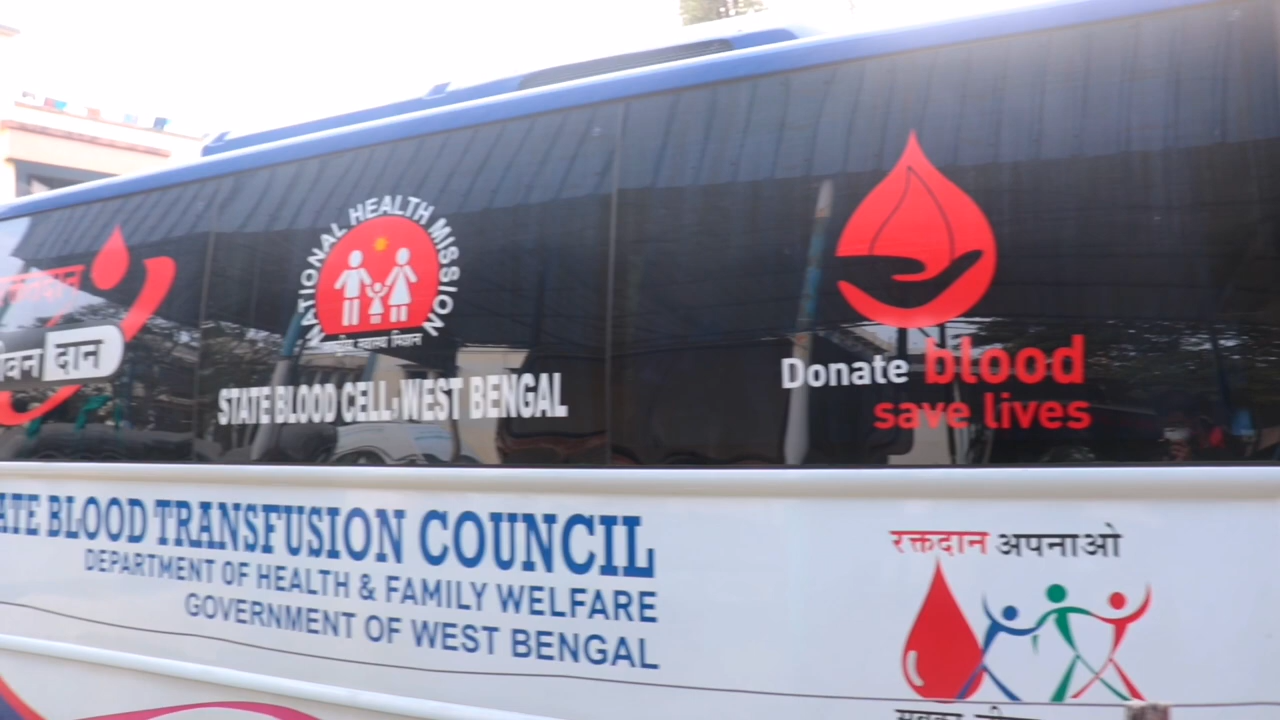 दान
NATIONAL HEALTH MISSION
राष्ट्रीय स्वास्थ्य मिशन
STATE BLOOD CELL, WEST BENGAL
Donate blood
save lives
BLOOD TRANSFUSION COUNCIL
DEPARTMENT OF HEALTH & FAMILY WELFARE
GOVERNMENT OF WEST BENGAL
रक्तदान अपनाओ